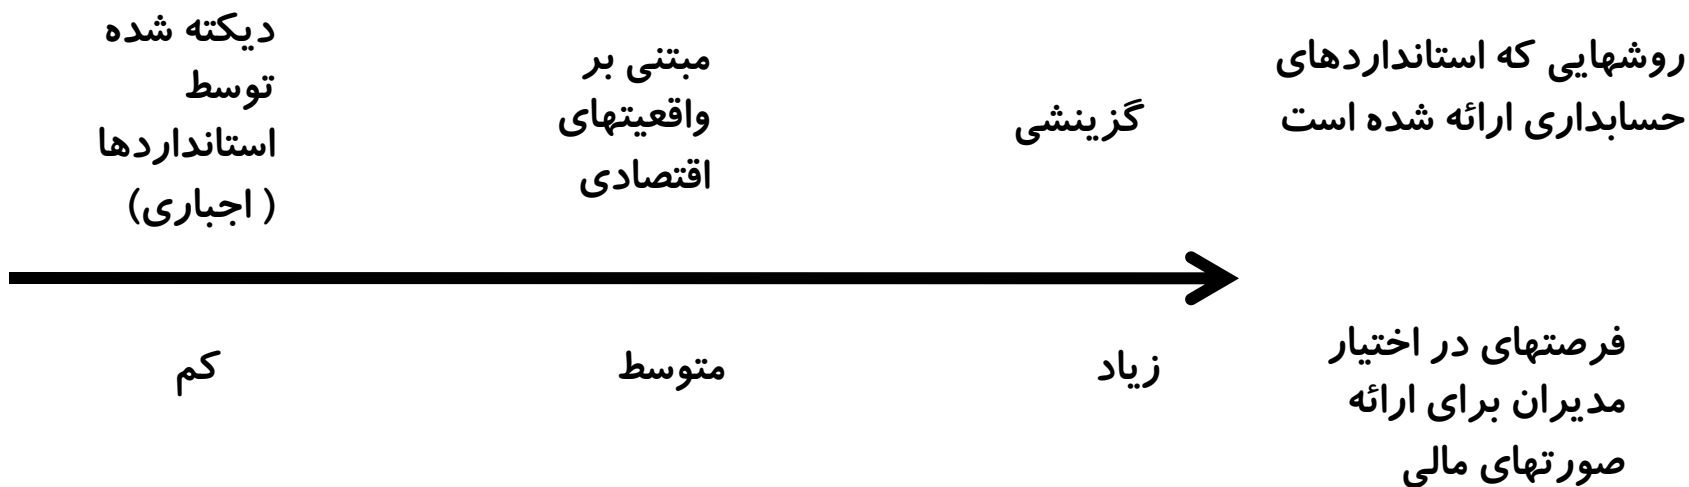 روشهایی که استانداردهای
حسابداری ارائه شده است
گزینشی
مبتنی بر
واقعیتهای
اقتصادی
دیکته شده
توسط
استانداردها
( اجباری)
فرصتهای در اختیار
مدیران برای ارائه
صورتهای مالی
زیاد
متوسط
کم